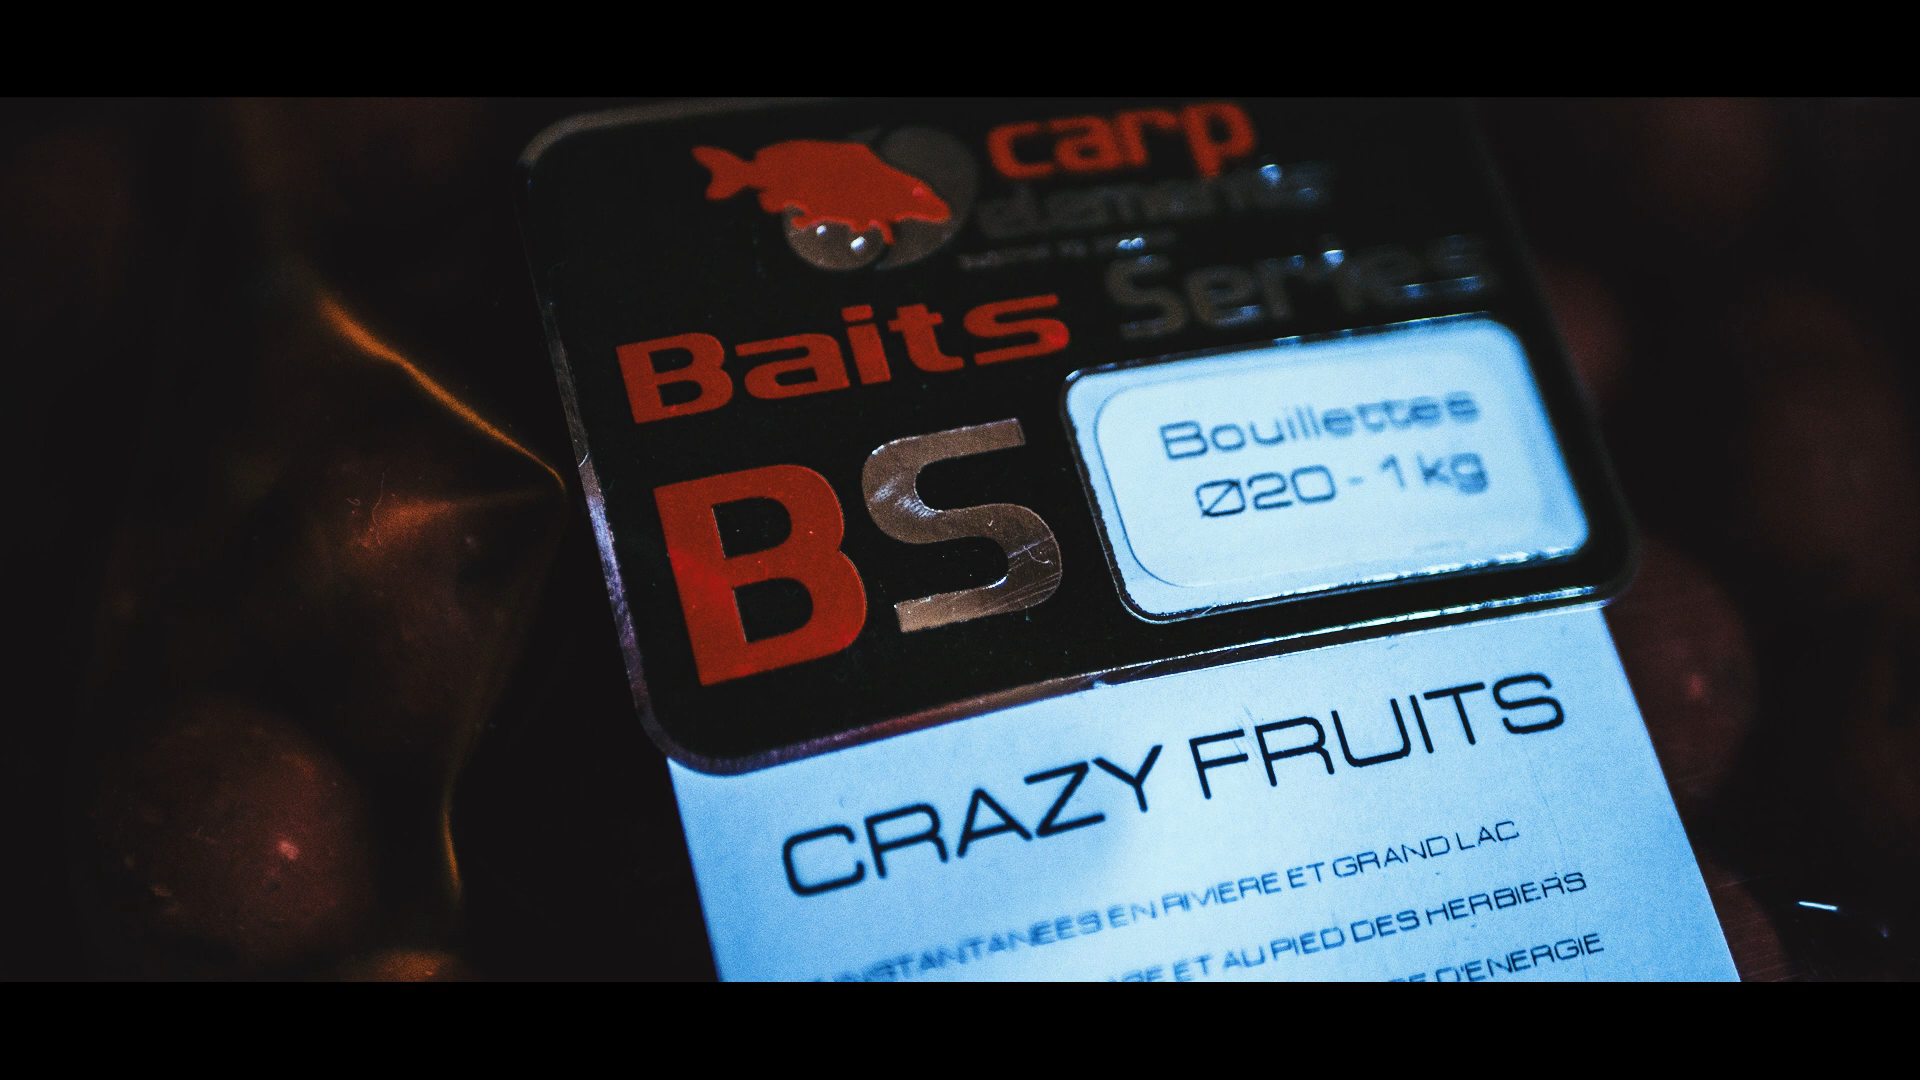 carp
elements
Baits Series
BS
Bouillettes
Ø20 - 1 kg
CRAZY FRUITS
INSTANTANEES EN RIVIERE ET GRAND LAC
ET AU PIED DES HERBIERS
D'ENERGIE